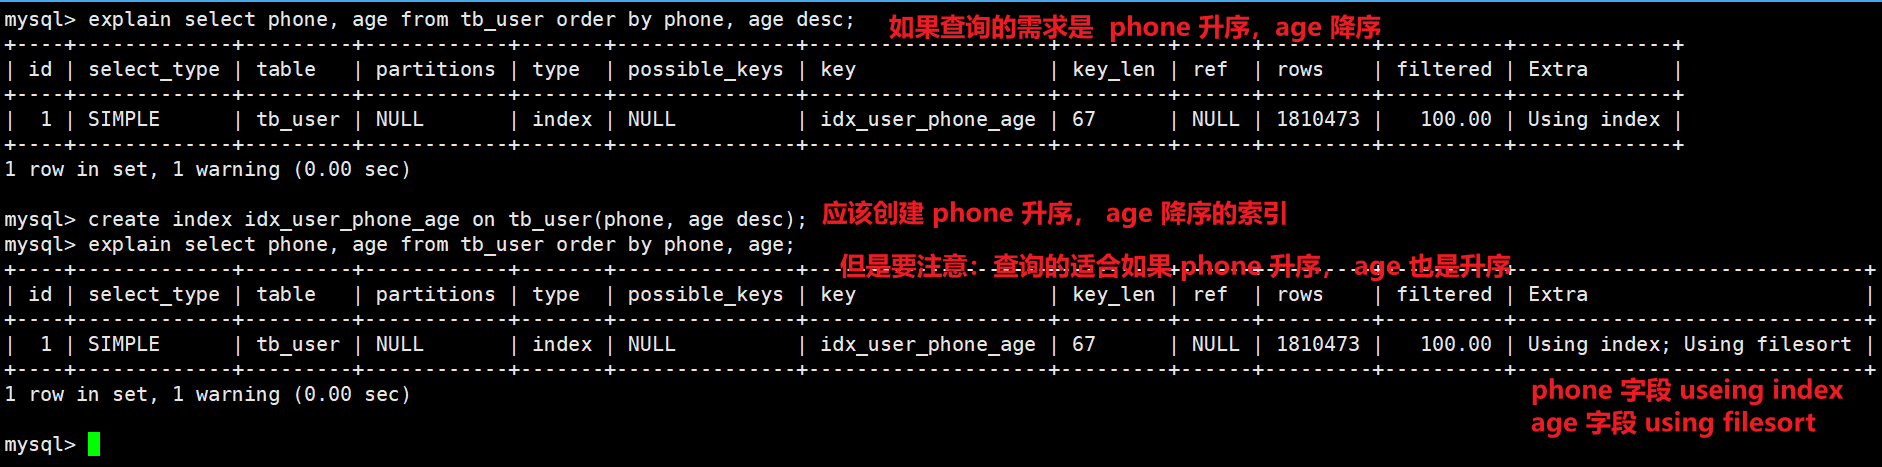 mysql> explain select phone, age from tb_user order by phone, age desc; 如果查询的需求是 phone 升序，age 降序
+----+-------------+---------+------------+-------+---------------+--------------------+---------+------+---------+----------+-------------+
| id | select_type | table   | partitions | type  | possible_keys | key                | key_len | ref  | rows    | filtered | Extra       |
+----+-------------+---------+------------+-------+---------------+--------------------+---------+------+---------+----------+-------------+
|  1 | SIMPLE      | tb_user | NULL       | index | NULL          | idx_user_phone_age | 67      | NULL | 1810473 |   100.00 | Using index |
+----+-------------+---------+------------+-------+---------------+--------------------+---------+------+---------+----------+-------------+
1 row in set, 1 warning (0.00 sec)
mysql> create index idx_user_phone_age on tb_user(phone, age desc); 应该创建 phone 升序， age 降序的索引
mysql> explain select phone, age from tb_user order by phone, age;
但是要注意：查询的适合如果 phone 升序， age 也是升序
+----+-------------+---------+------------+-------+---------------+--------------------+---------+------+---------+----------+-----------------------------+
| id | select_type | table   | partitions | type  | possible_keys | key                | key_len | ref  | rows    | filtered | Extra                       |
+----+-------------+---------+------------+-------+---------------+--------------------+---------+------+---------+----------+-----------------------------+
|  1 | SIMPLE      | tb_user | NULL       | index | NULL          | idx_user_phone_age | 67      | NULL | 1810473 |   100.00 | Using index; Using filesort |
+----+-------------+---------+------------+-------+---------------+--------------------+---------+------+---------+----------+-----------------------------+
1 row in set, 1 warning (0.00 sec)
phone 字段 useing index
age 字段 using filesort
mysql>